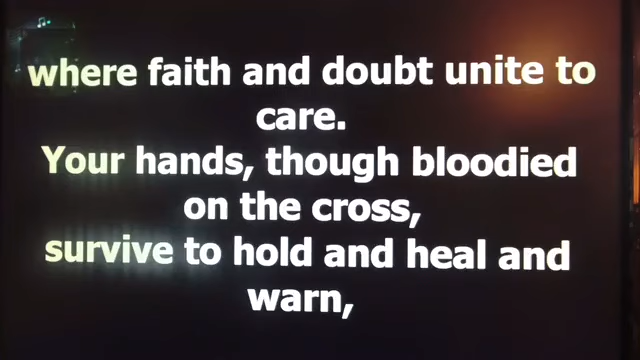 where faith and doubt unite to
care.
Your hands, though bloodied
on the cross,
survive to hold and heal and
warn,